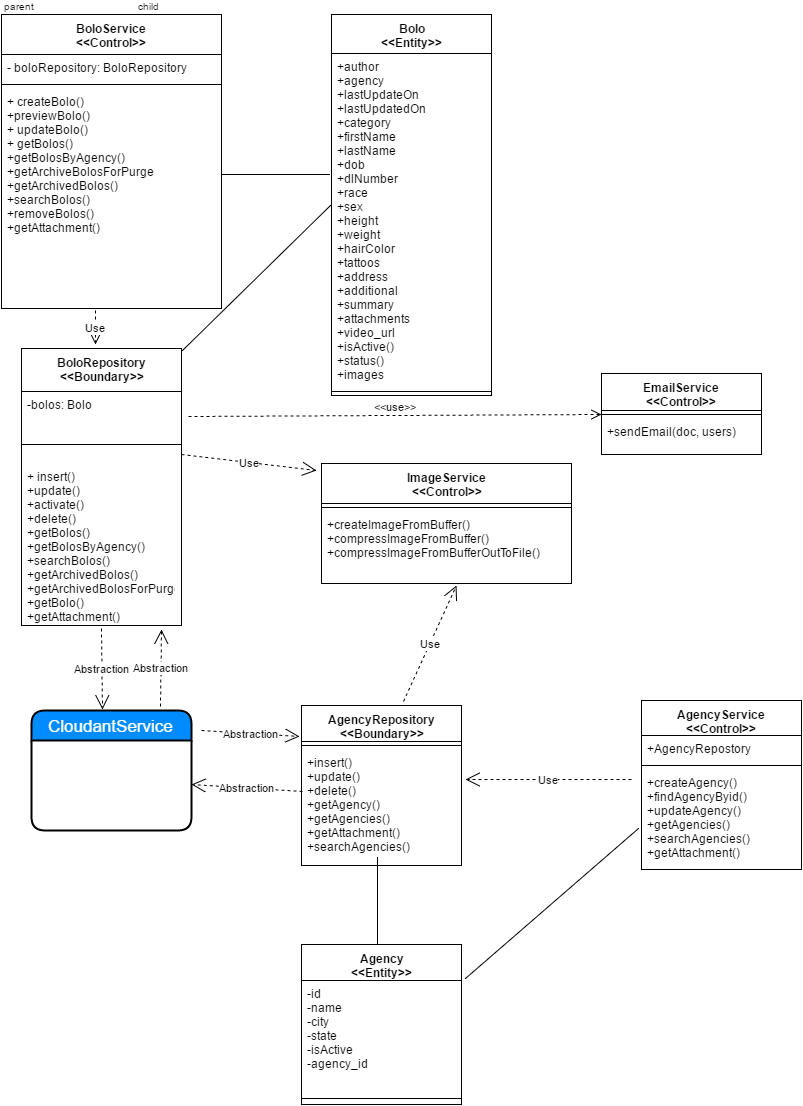 parent
child
BoloService
<<Control>>
- boloRepository: BoloRepository
+ createBolo()
+previewBolo()
+ updateBolo()
+ getBolos()
+getBolosByAgency()
+getArchiveBolosForPurge
+getArchivedBolos()
+searchBolos()
+removeBolos()
+getAttachment()
Bolo
<<Entity>>
+author
+agency
+lastUpdateOn
+lastUpdatedOn
+category
+firstName
+lastName
+dob
+dlNumber
+race
+sex
+height
+weight
+hairColor
+tattoos
+address
+additional
+summary
+attachments
+video_url
+isActive()
+status()
+images
Use
BoloRepository
<<Boundary>>
-bolos: Bolo
+ insert()
+update()
+activate()
+delete()
+getBolos()
+getBolosByAgency()
+searchBolos()
+getArchivedBolos()
+getArchivedBolosForPurg
+getBolo()
+getAttachment()
<<use>>
EmailService
<<Control>>
+sendEmail(doc, users)
Use
ImageService
<<Control>>
+createImageFromBuffer()
+compressImageFromBuffer()
+compressImageFromBufferOutToFile()
Use
Abstraction
Abstraction
CloudantService
Abstraction
Abstraction
AgencyRepository
<<Boundary>>
+insert()
+update()
+delete()
+getAgency()
+getAgencies()
+getAttachment()
+searchAgencies()
Use
AgencyService
<<Control>>
+AgencyRepostory
+createAgency()
+findAgencyByid()
+updateAgency()
+getAgencies()
+searchAgencies()
+getAttachment()
Agency
<<Entity>>
-id
-name
-city
-state
-isActive
-agency_id